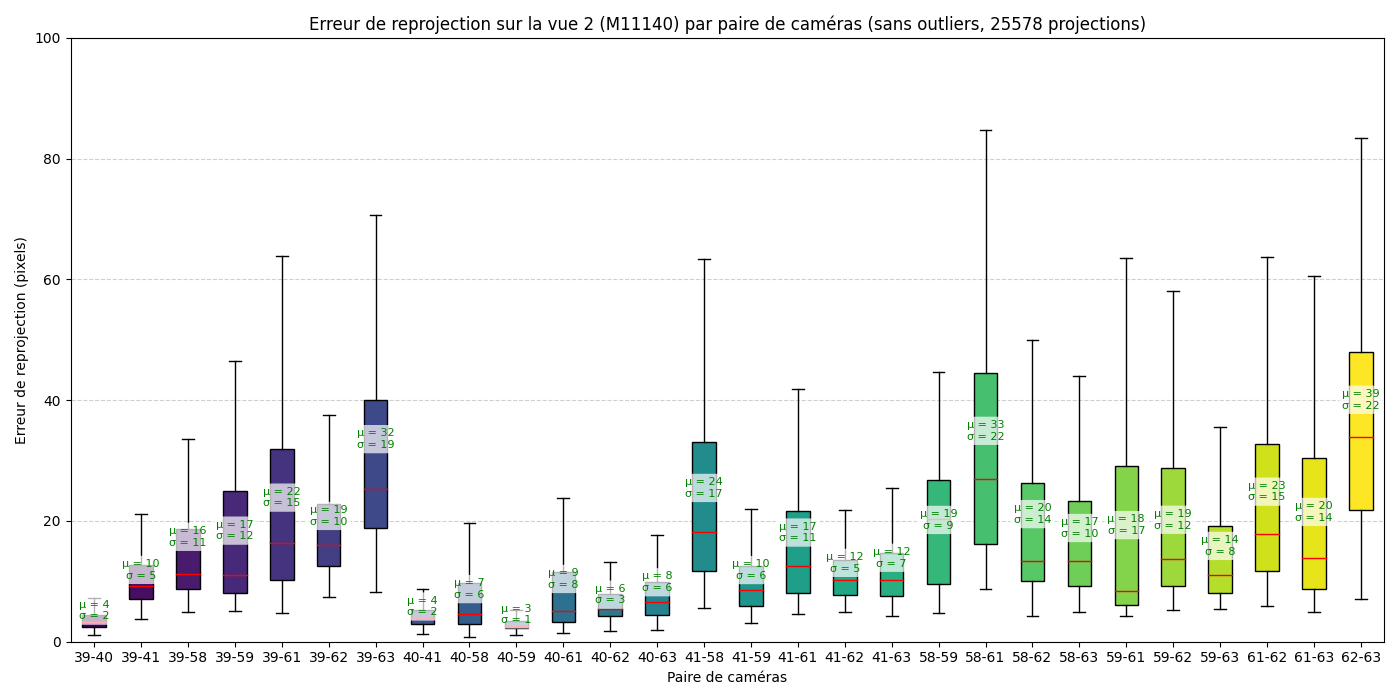 Erreur de reprojection sur la vue 2 (M11140) par paire de caméras (sans outliers, 25578 projections)
Erreur de reprojection (pixels)
100
80
60
40
20
0
μ = 4
σ = 2
μ = 10
σ = 5
μ = 16
σ = 11
μ = 17
σ = 12
μ = 22
σ = 15
μ = 19
σ = 10
μ = 32
σ = 19
μ = 4
σ = 2
μ = 7
σ = 6
μ = 3
σ = 1
μ = 9
σ = 8
μ = 6
σ = 3
μ = 8
σ = 6
μ = 24
σ = 17
μ = 10
σ = 6
μ = 17
σ = 11
μ = 12
σ = 5
μ = 12
σ = 7
μ = 19
σ = 9
μ = 33
σ = 22
μ = 20
σ = 14
μ = 17
σ = 10
μ = 18
σ = 17
μ = 19
σ = 12
μ = 14
σ = 8
μ = 23
σ = 15
μ = 20
σ = 14
μ = 39
σ = 22
39-40 39-41 39-58 39-59 39-61 39-62 39-63 40-41 40-58 40-59 40-61 40-62 40-63 41-58 41-59 41-61 41-62 41-63 58-59 58-61 58-62 58-63 59-61 59-62 59-63 61-62 61-63 62-63
Paire de caméras